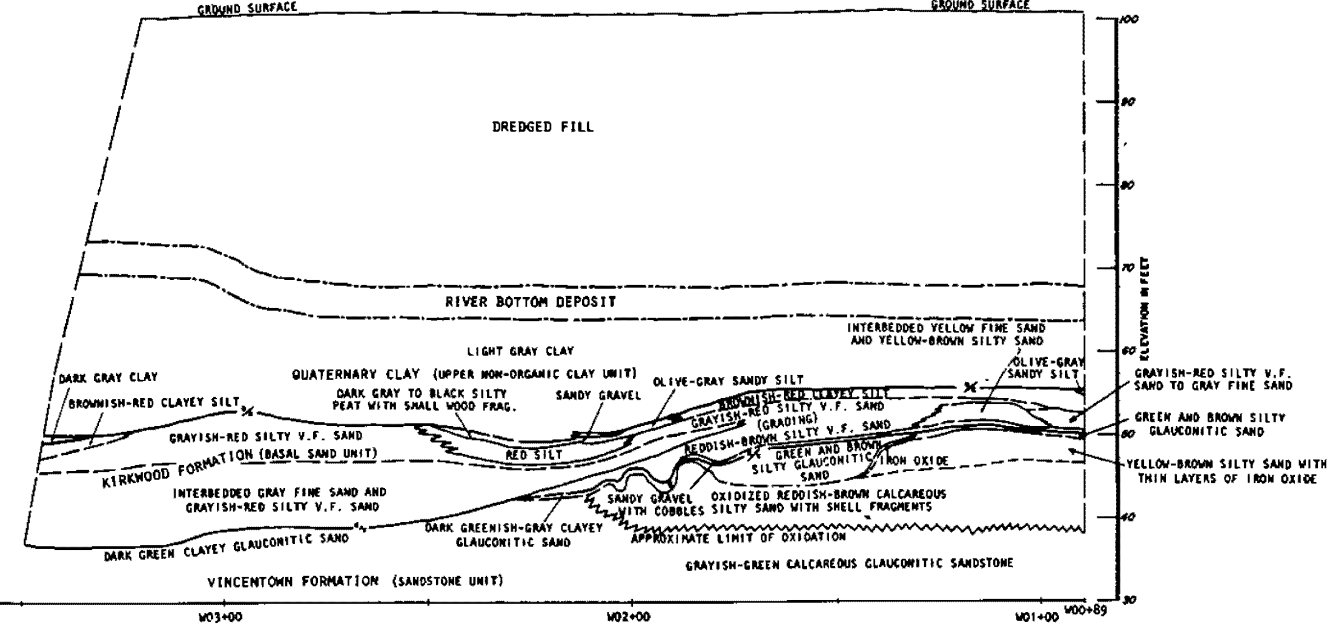 GROUND SURFACE
GROUND SURFACE
100
90
DREDGED FILL
80
70
ELEVATION IN FEET
RIVER BOTTOM DEPOSIT
INTERBEDDED YELLOW FINE SAND
AND YELLOW-BROWN SILTY SAND
60
LIGHT GRAY CLAY
OLIVE-GRAY
SANDY SILT
DARK GRAY CLAY
QUATERNARY CLAY (UPPER NON-ORGANIC CLAY UNIT)
OLIVE-GRAY SANDY SILT
GRAYISH-RED SILTY V.F.
SAND TO GRAY FINE SAND
BROWNISH-RED CLAYEY SILT
DARK GRAY TO BLACK SILTY
PEAT WITH SMALL WOOD FRAG.
SANDY GRAVEL
BROWNISH-RED CLAYEY SILT
GRAYISH-RED SILTY V.F. SAND
(GRADING)
GREEN AND BROWN SILTY
GLAUCONITIC SAND
REDDISH-BROWN SILTY V.F. SAND
50
GRAYISH-RED SILTY V.F. SAND
KIRKWOOD FORMATION (BASAL SAND UNIT)
RED SILT
GREEN AND BROWN
SILTY GLAUCONITIC
SAND
IRON OXIDE
YELLOW-BROWN SILTY SAND WITH
THIN LAYERS OF IRON OXIDE
INTERBEDDED GRAY FINE SAND AND
GRAYISH-RED SILTY V.F. SAND
SANDY GRAVEL
WITH COBBLES
OXIDIZED REDDISH-BROWN CALCAREOUS
SILTY SAND WITH SHELL FRAGMENTS
40
DARK GREEN CLAYEY GLAUCONITIC SAND
DARK GREENISH-GRAY CLAYEY
GLAUCONITIC SAND
APPROXIMATE LIMIT OF OXIDATION
GRAYISH-GREEN CALCAREOUS GLAUCONITIC SANDSTONE
VINCENTOWN FORMATION (SANDSTONE UNIT)
30
W03+00
W02+00
W01+00
W00+89